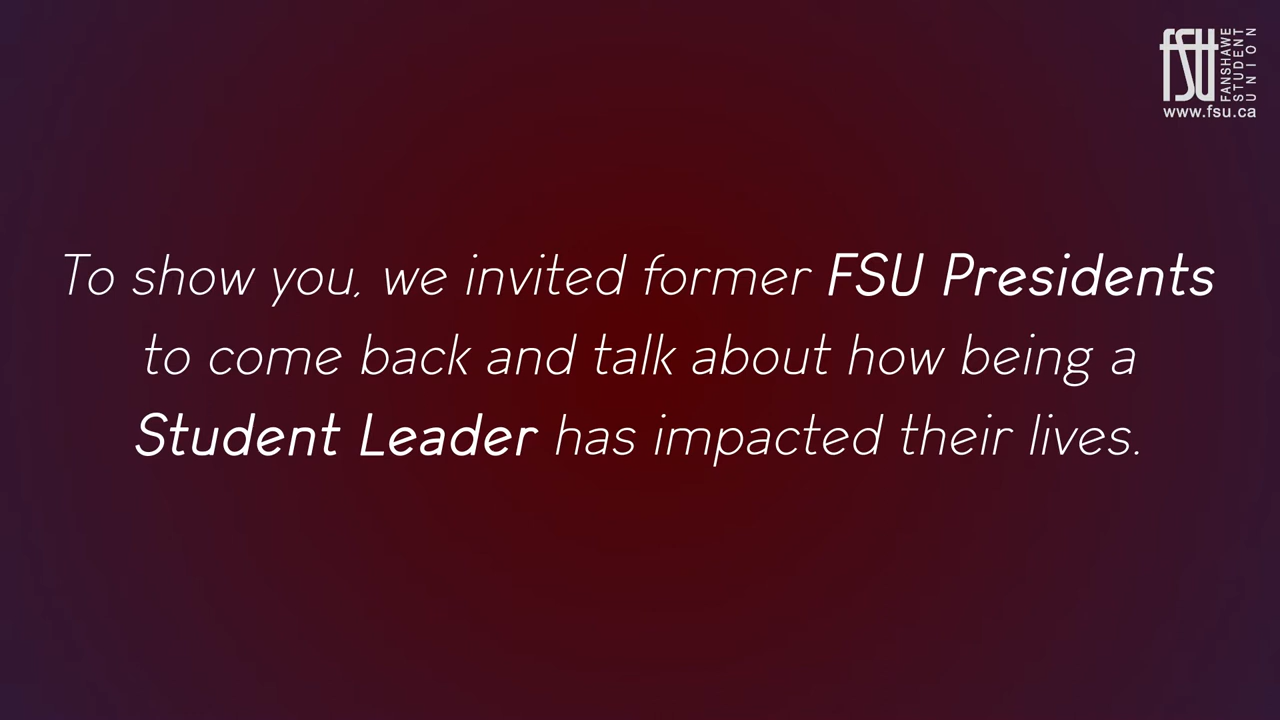 fsu
FANSHAWE
STUDENT
UNION
www.fsu.ca
To show you, we invited former FSU Presidents
to come back and talk about how being a
Student Leader has impacted their lives.